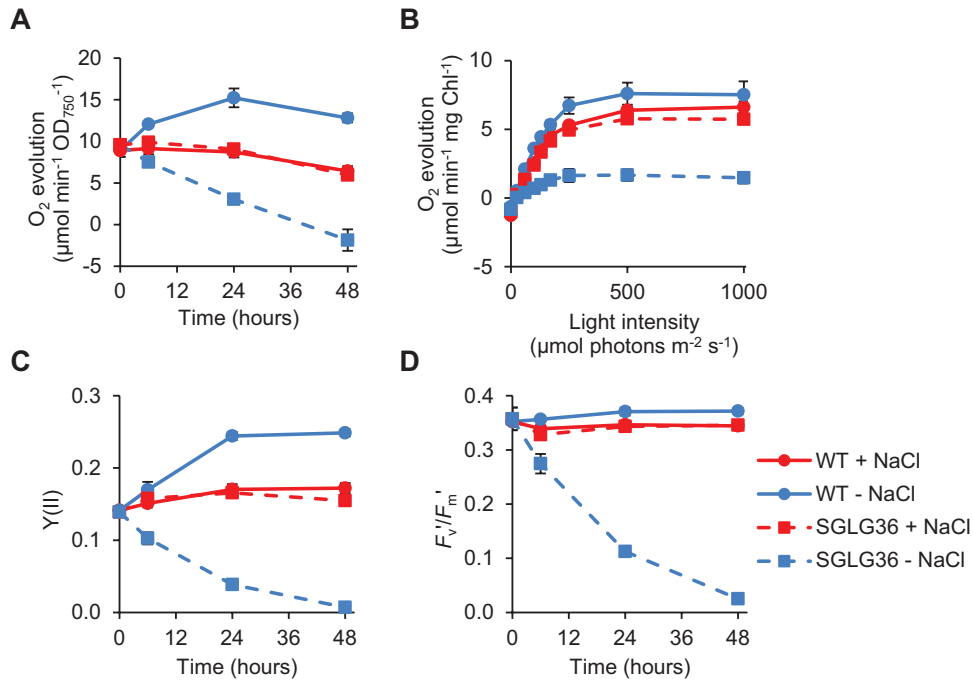 A
O₂ evolution
(µmol min⁻¹ OD₇₅₀⁻¹)
20
15
10
5
0
-5
0 12 24 36 48
Time (hours)
B
O₂ evolution
(µmol min⁻¹ mg Chl⁻¹)
10
5
0
-5
0 500 1000
Light intensity
(µmol photons m⁻² s⁻¹)
C
Y(II)
0.3
0.2
0.1
0.0
0 12 24 36 48
Time (hours)
D
Fᵥ'/Fₘ'
0.4
0.3
0.2
0.1
0.0
0 12 24 36 48
Time (hours)
WT + NaCl
WT - NaCl
SGLG36 + NaCl
SGLG36 - NaCl